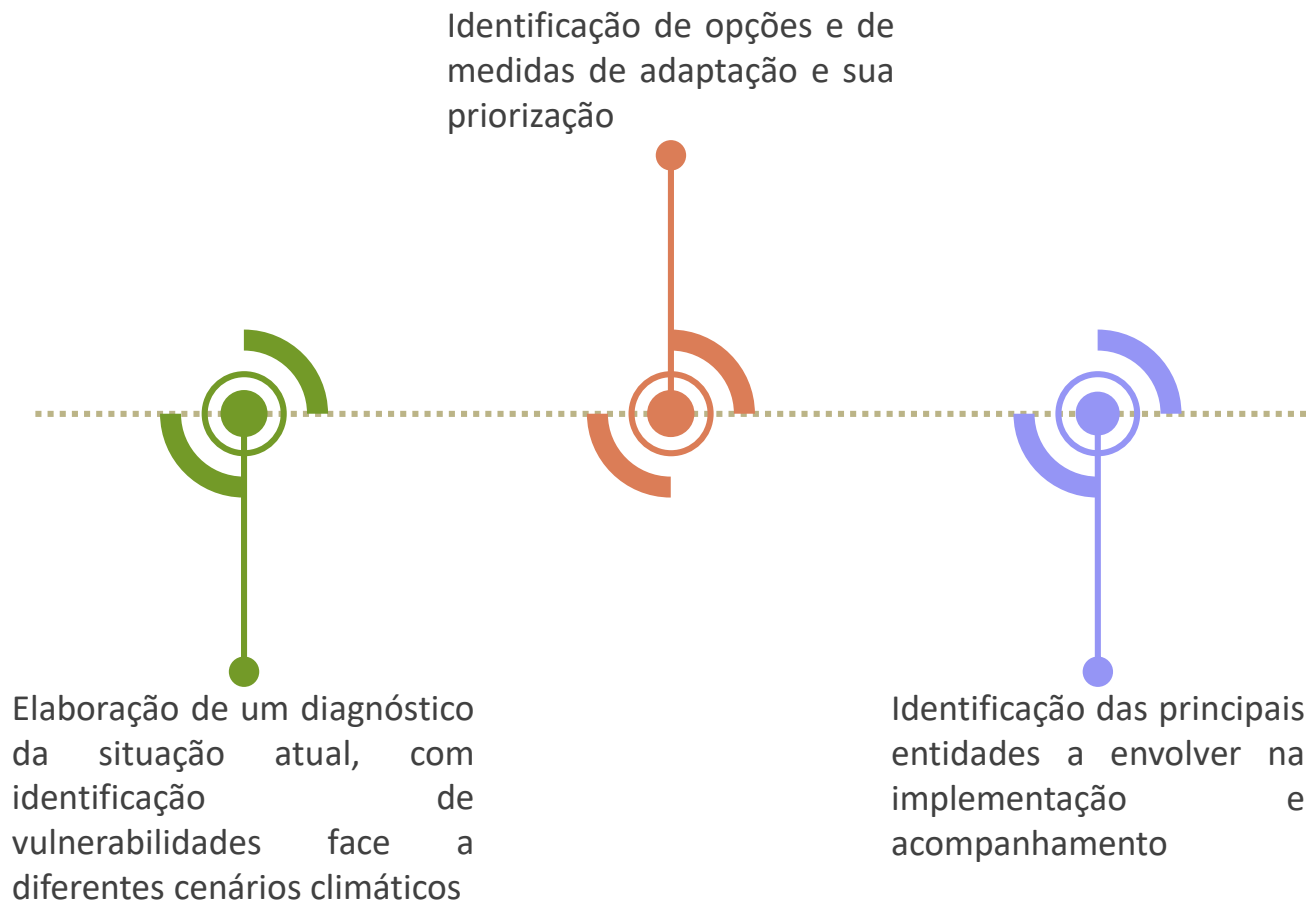 Identificação de opções e de
medidas de adaptação e sua
priorização
Elaboração de um diagnóstico
da situação atual, com
identificação de
vulnerabilidades face a
diferentes cenários climáticos
Identificação das principais
entidades a envolver na
implementação e
acompanhamento